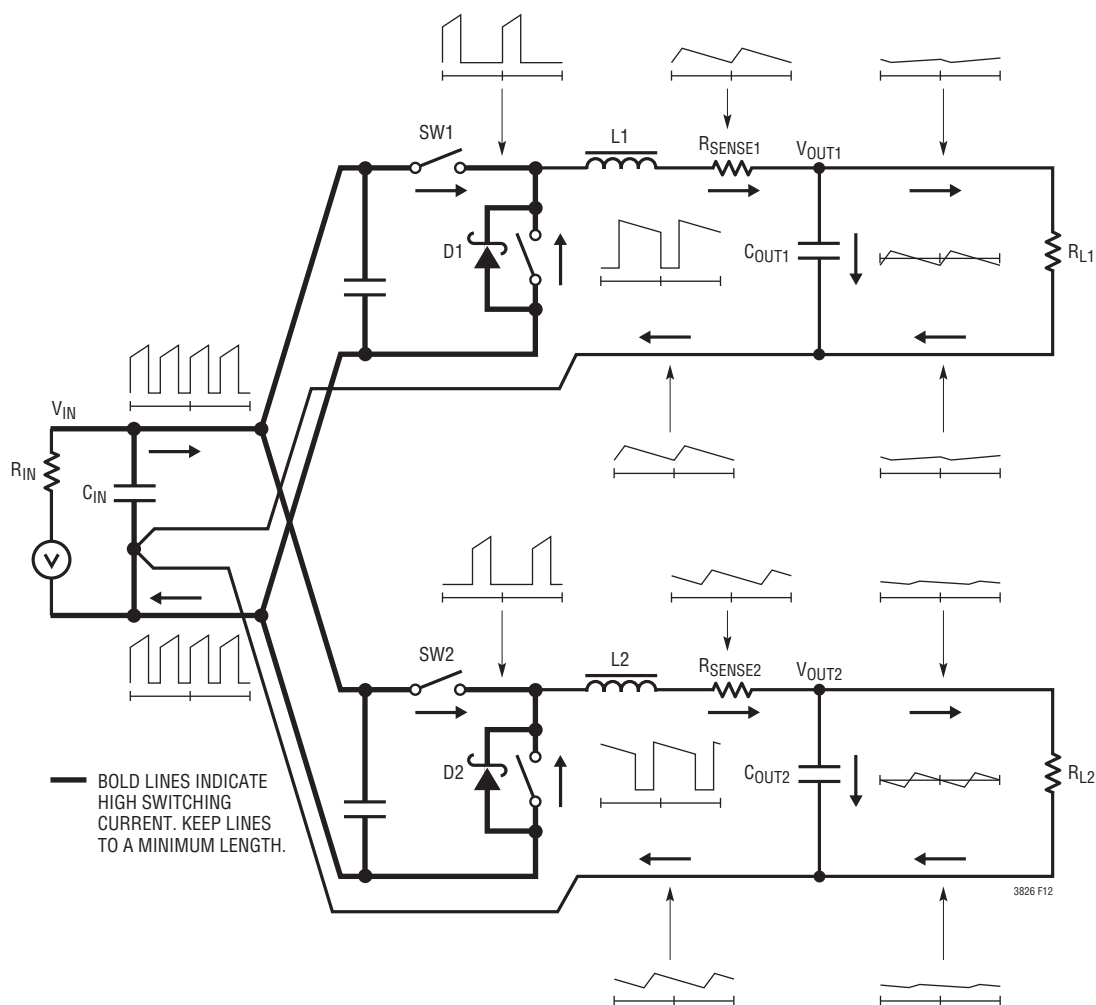 SW1
L1
RSENSE1
VOUT1
D1
COUT1
RL1
VIN
RIN
CIN
V
SW2
L2
RSENSE2
VOUT2
D2
COUT2
RL2
BOLD LINES INDICATE
HIGH SWITCHING
CURRENT. KEEP LINES
TO A MINIMUM LENGTH.
3826 F12